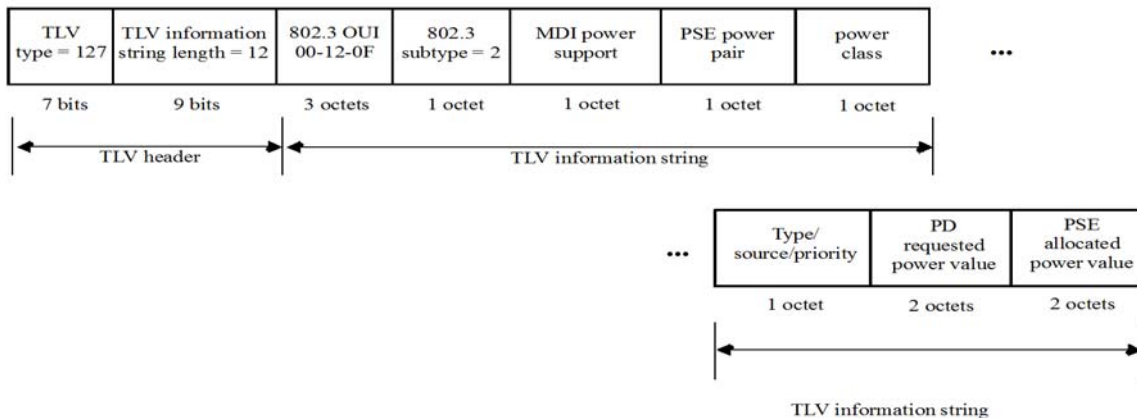 TLV
type = 127
TLV information
string length = 12
802.3 OUI
00-12-0F
802.3
subtype = 2
MDI power
support
PSE power
pair
power
class
...
7 bits
9 bits
3 octets
1 octet
1 octet
1 octet
1 octet
TLV header
TLV information string
...
Type/
source/priority
PD
requested
power value
PSE
allocated
power value
1 octet
2 octets
2 octets
TLV information string